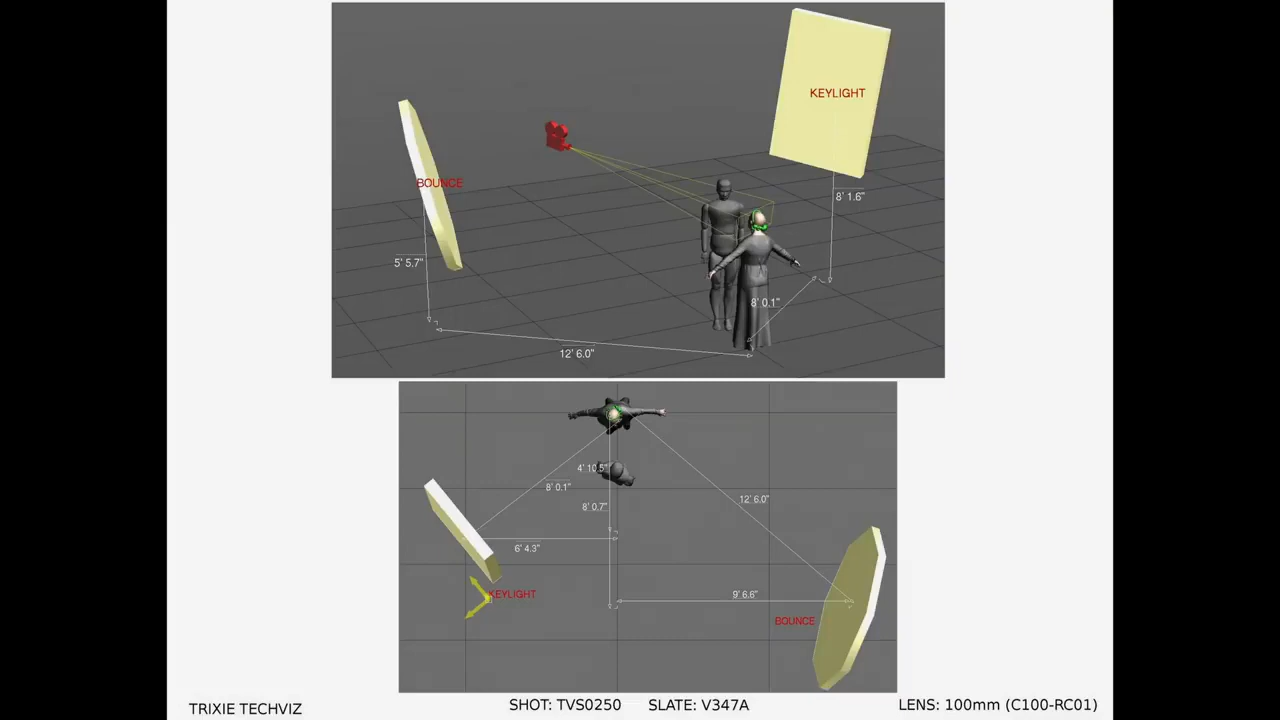 KEYLIGHT
BOUNCE
8' 1.6"
5' 5.7"
8' 0.1"
12' 6.0"
4' 10.5"
8' 0.1"
12' 6.0"
8' 0.7"
6' 4.3"
KEYLIGHT
9' 6.6"
BOUNCE
TRIXIE TECHVIZ
SHOT: TVS0250 SLATE: V347A
LENS: 100mm (C100-RC01)